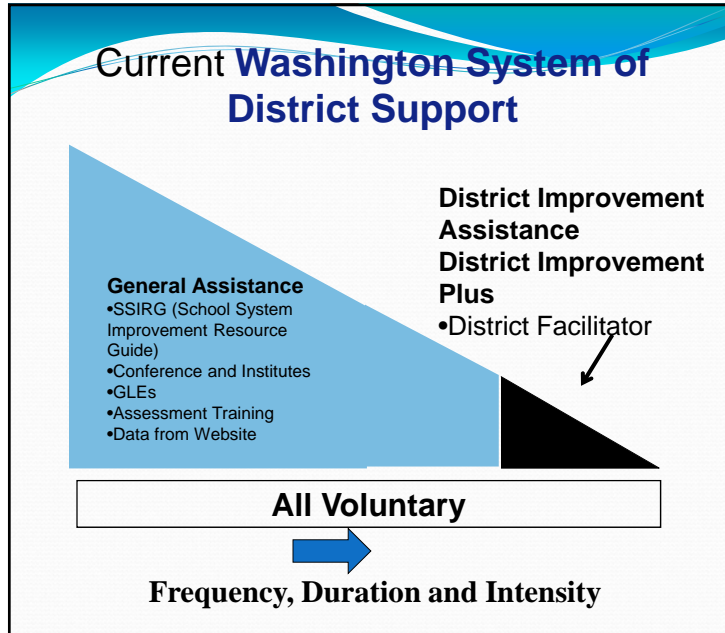 Current Washington System of
District Support
District Improvement
Assistance
District Improvement
Plus
•District Facilitator
General Assistance
•SSIRG (School System
Improvement Resource
Guide)
•Conference and Institutes
•GLEs
•Assessment Training
•Data from Website
All Voluntary
Frequency, Duration and Intensity